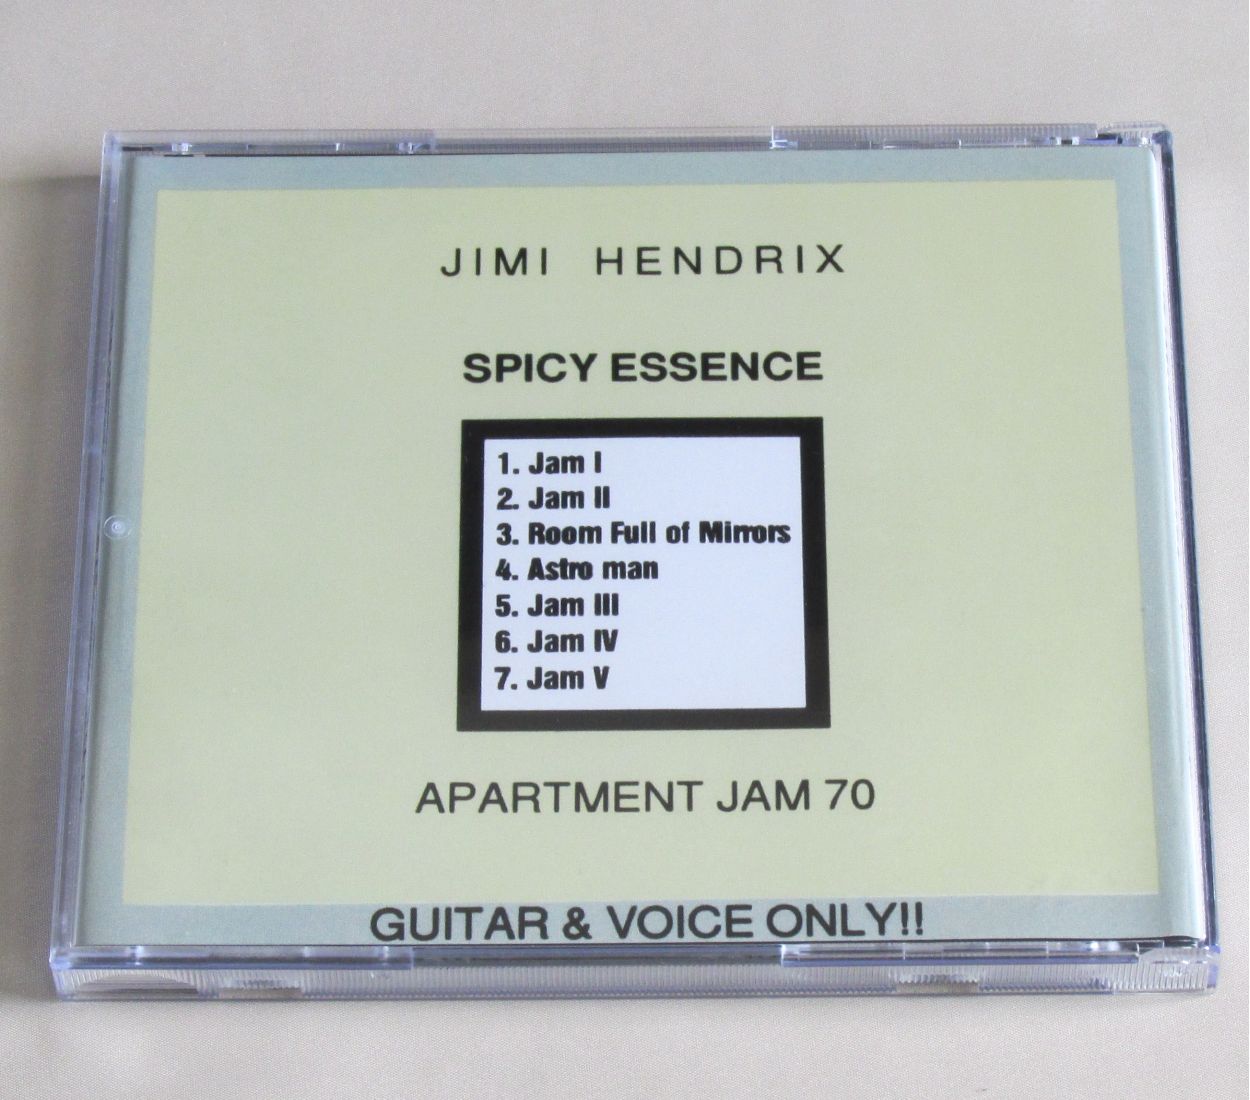 JIMI HENDRIX
SPICY ESSENCE
1. Jam I
2. Jam II
3. Room Full of Mirrors
4. Astro man
5. Jam III
6. Jam IV
7. Jam V
APARTMENT JAM 70
GUITAR & VOICE ONLY!!